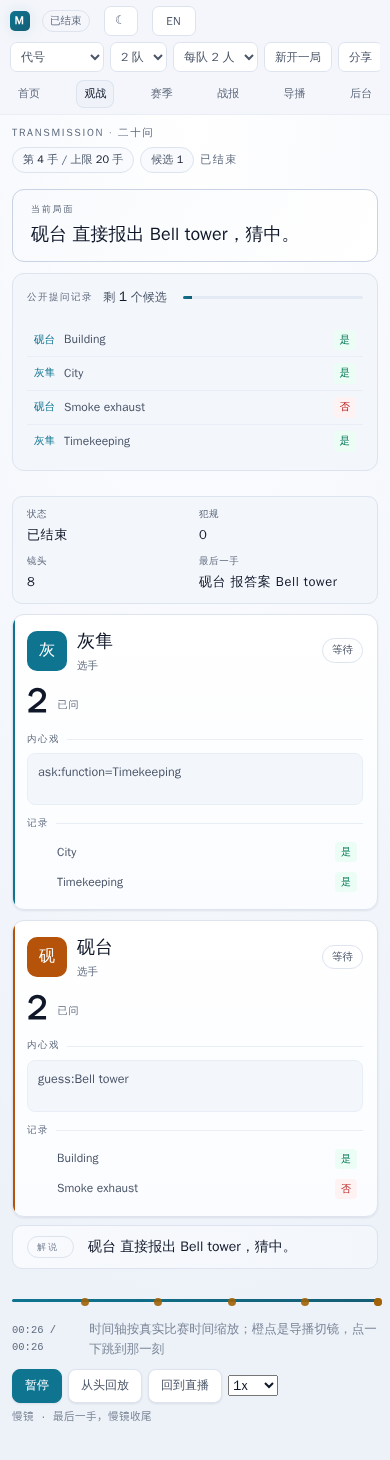 M 已结束 ☾ EN
代号 2 队 每队 2 人 新开一局 分享
首页 观战 赛季 战报 导播 后台
TRANSMISSION · 二十问
第 4 手 / 上限 20 手 候选 1 已结束
当前局面
砚台 直接报出 Bell tower，猜中。
公开提问记录 剩 1 个候选
砚台 Building 是
灰隼 City 是
砚台 Smoke exhaust 否
灰隼 Timekeeping 是
状态 犯规
已结束 0
镜头 最后一手
8 砚台 报答案 Bell tower
灰 灰隼 等待
选手
2 已问
内心戏
ask:function=Timekeeping
记录
City 是
Timekeeping 是
砚 砚台 等待
选手
2 已问
内心戏
guess:Bell tower
记录
Building 是
Smoke exhaust 否
解说 砚台 直接报出 Bell tower，猜中。
00:26 / 00:26
时间轴按真实比赛时间缩放；橙点是导播切镜，点一
下跳到那一刻
暂停 从头回放 回到直播 1x
慢镜 · 最后一手，慢镜收尾